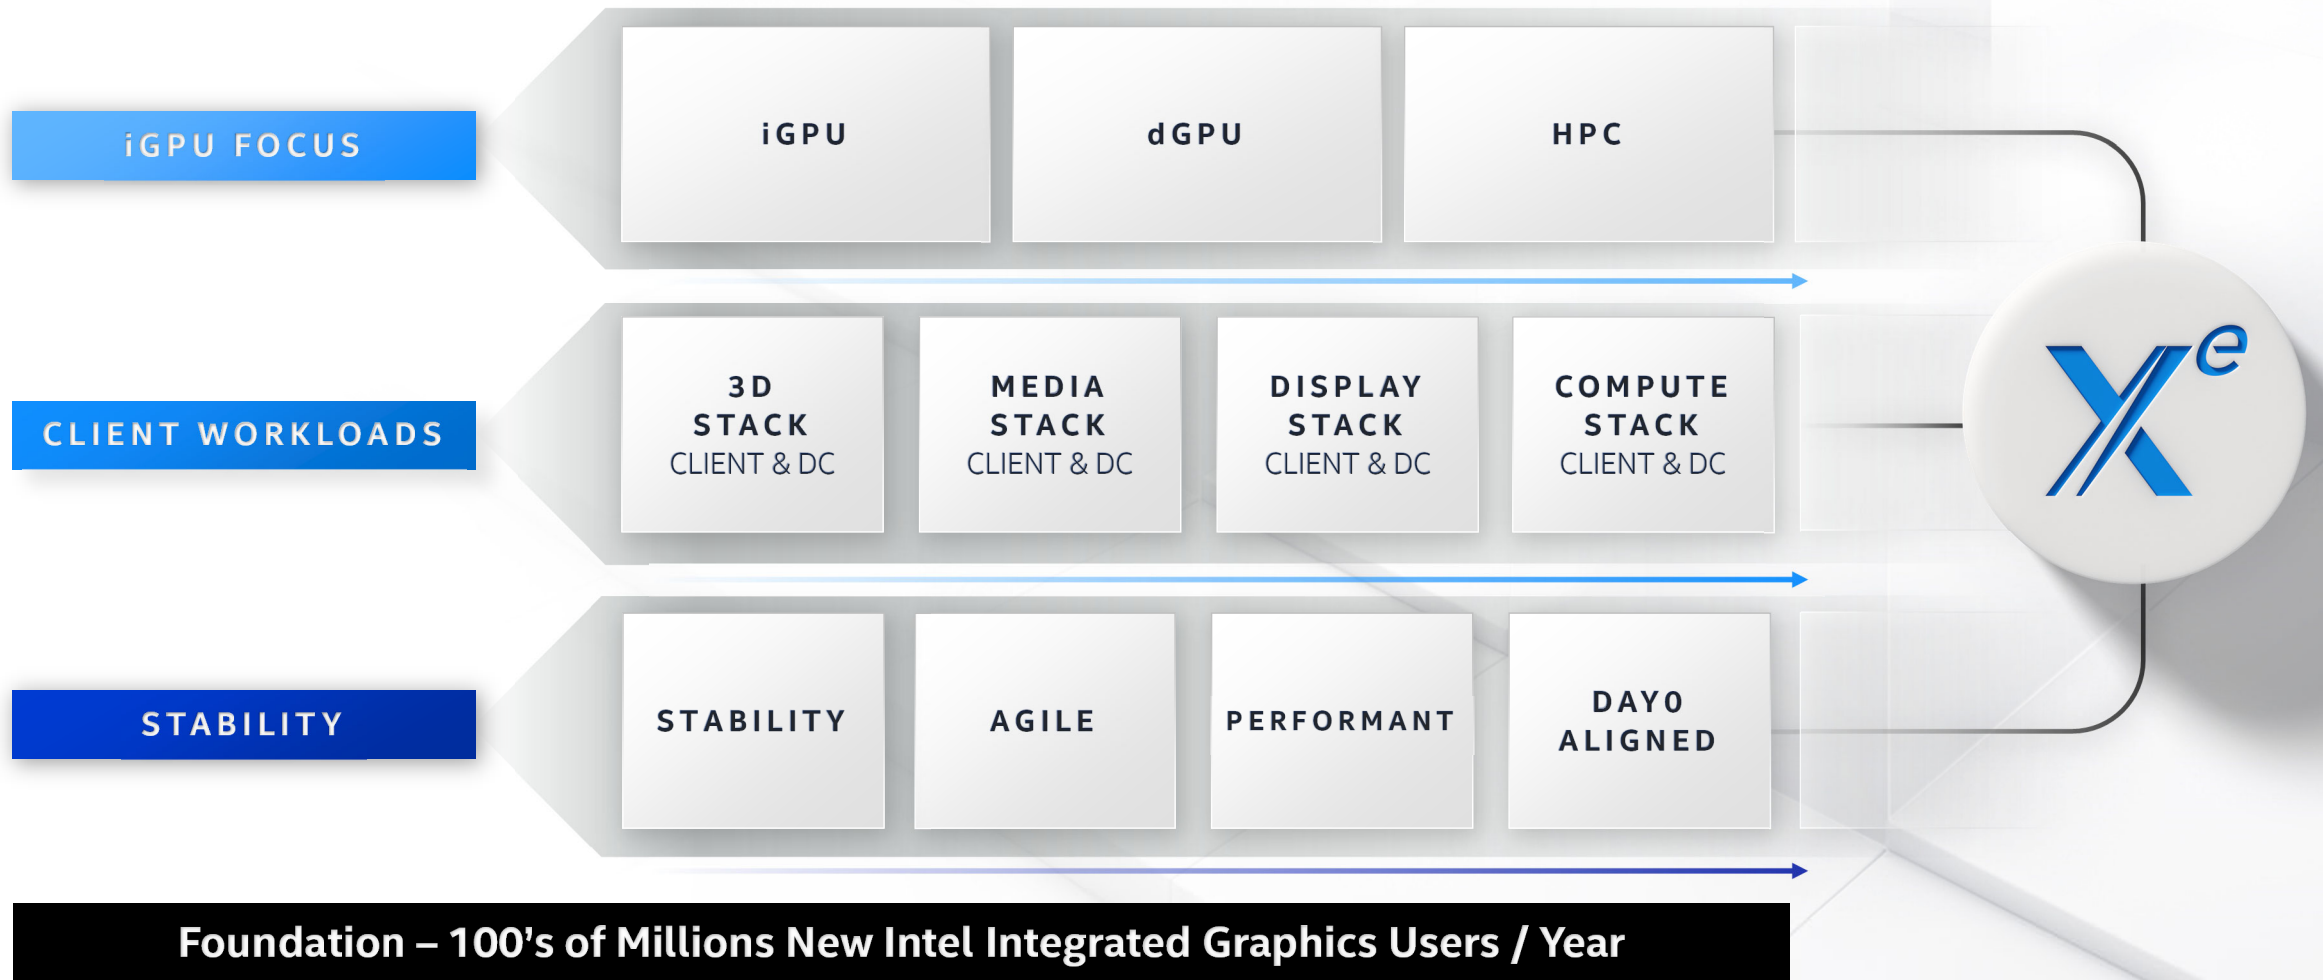 iGPU FOCUS
iGPU
dGPU
HPC
CLIENT WORKLOADS
3D
STACK
CLIENT & DC
MEDIA
STACK
CLIENT & DC
DISPLAY
STACK
CLIENT & DC
COMPUTE
STACK
CLIENT & DC
Xe
STABILITY
STABILITY
AGILE
PERFORMANT
DAY0
ALIGNED
Foundation – 100’s of Millions New Intel Integrated Graphics Users / Year